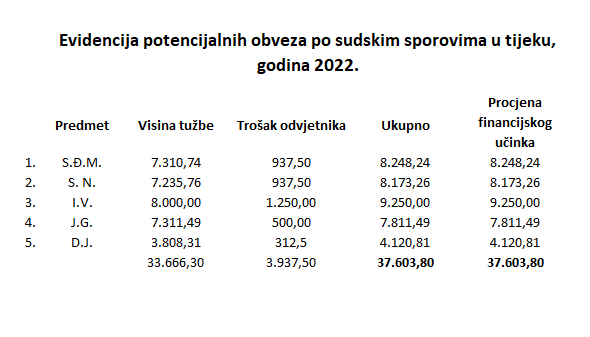 Evidencija potencijalnih obveza po sudskim sporovima u tijeku,
godina 2022.
Predmet Visina tužbe Trošak odvjetnika Ukupno Procjena financijskog učinka
1. S.Đ.M. 7.310,74 937,50 8.248,24 8.248,24
2. S. N. 7.235,76 937,50 8.173,26 8.173,26
3. I.V. 8.000,00 1.250,00 9.250,00 9.250,00
4. J.G. 7.311,49 500,00 7.811,49 7.811,49
5. D.J. 3.808,31 312,5 4.120,81 4.120,81
33.666,30 3.937,50 37.603,80 37.603,80